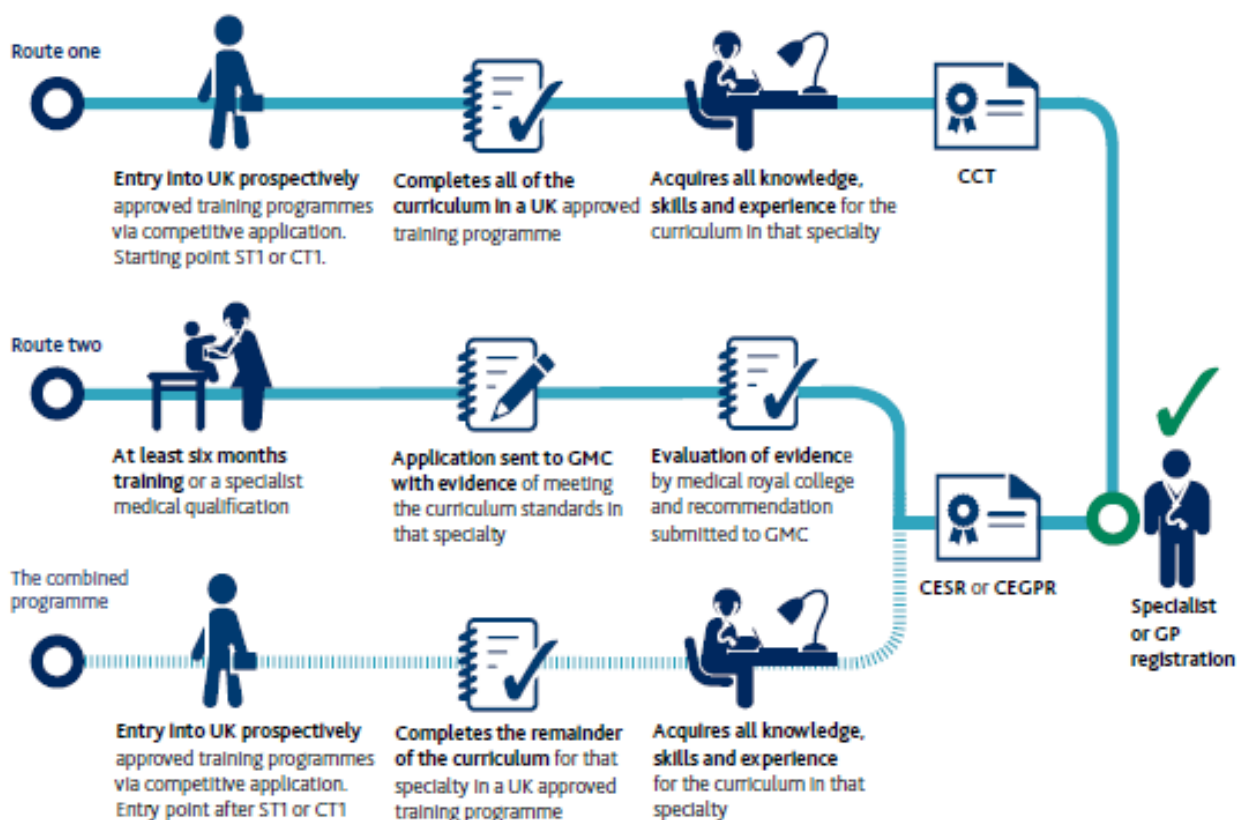 Route one
Entry into UK prospectively
approved training programmes
via competitive application.
Starting point ST1 or CT1.
Completes all of the
curriculum in a UK approved
training programme
Acquires all knowledge,
skills and experience for the
curriculum in that specialty
CCT
Route two
At least six months
training or a specialist
medical qualification
Application sent to GMC
with evidence of meeting
the curriculum standards in
that specialty
Evaluation of evidence
by medical royal college
and recommendation
submitted to GMC
CESR or CEGPR
Specialist
or GP
registration
The combined
programme
Entry into UK prospectively
approved training programmes
via competitive application.
Entry point after ST1 or CT1
Completes the remainder
of the curriculum for that
specialty in a UK approved
training programme
Acquires all knowledge,
skills and experience
for the curriculum in that
specialty